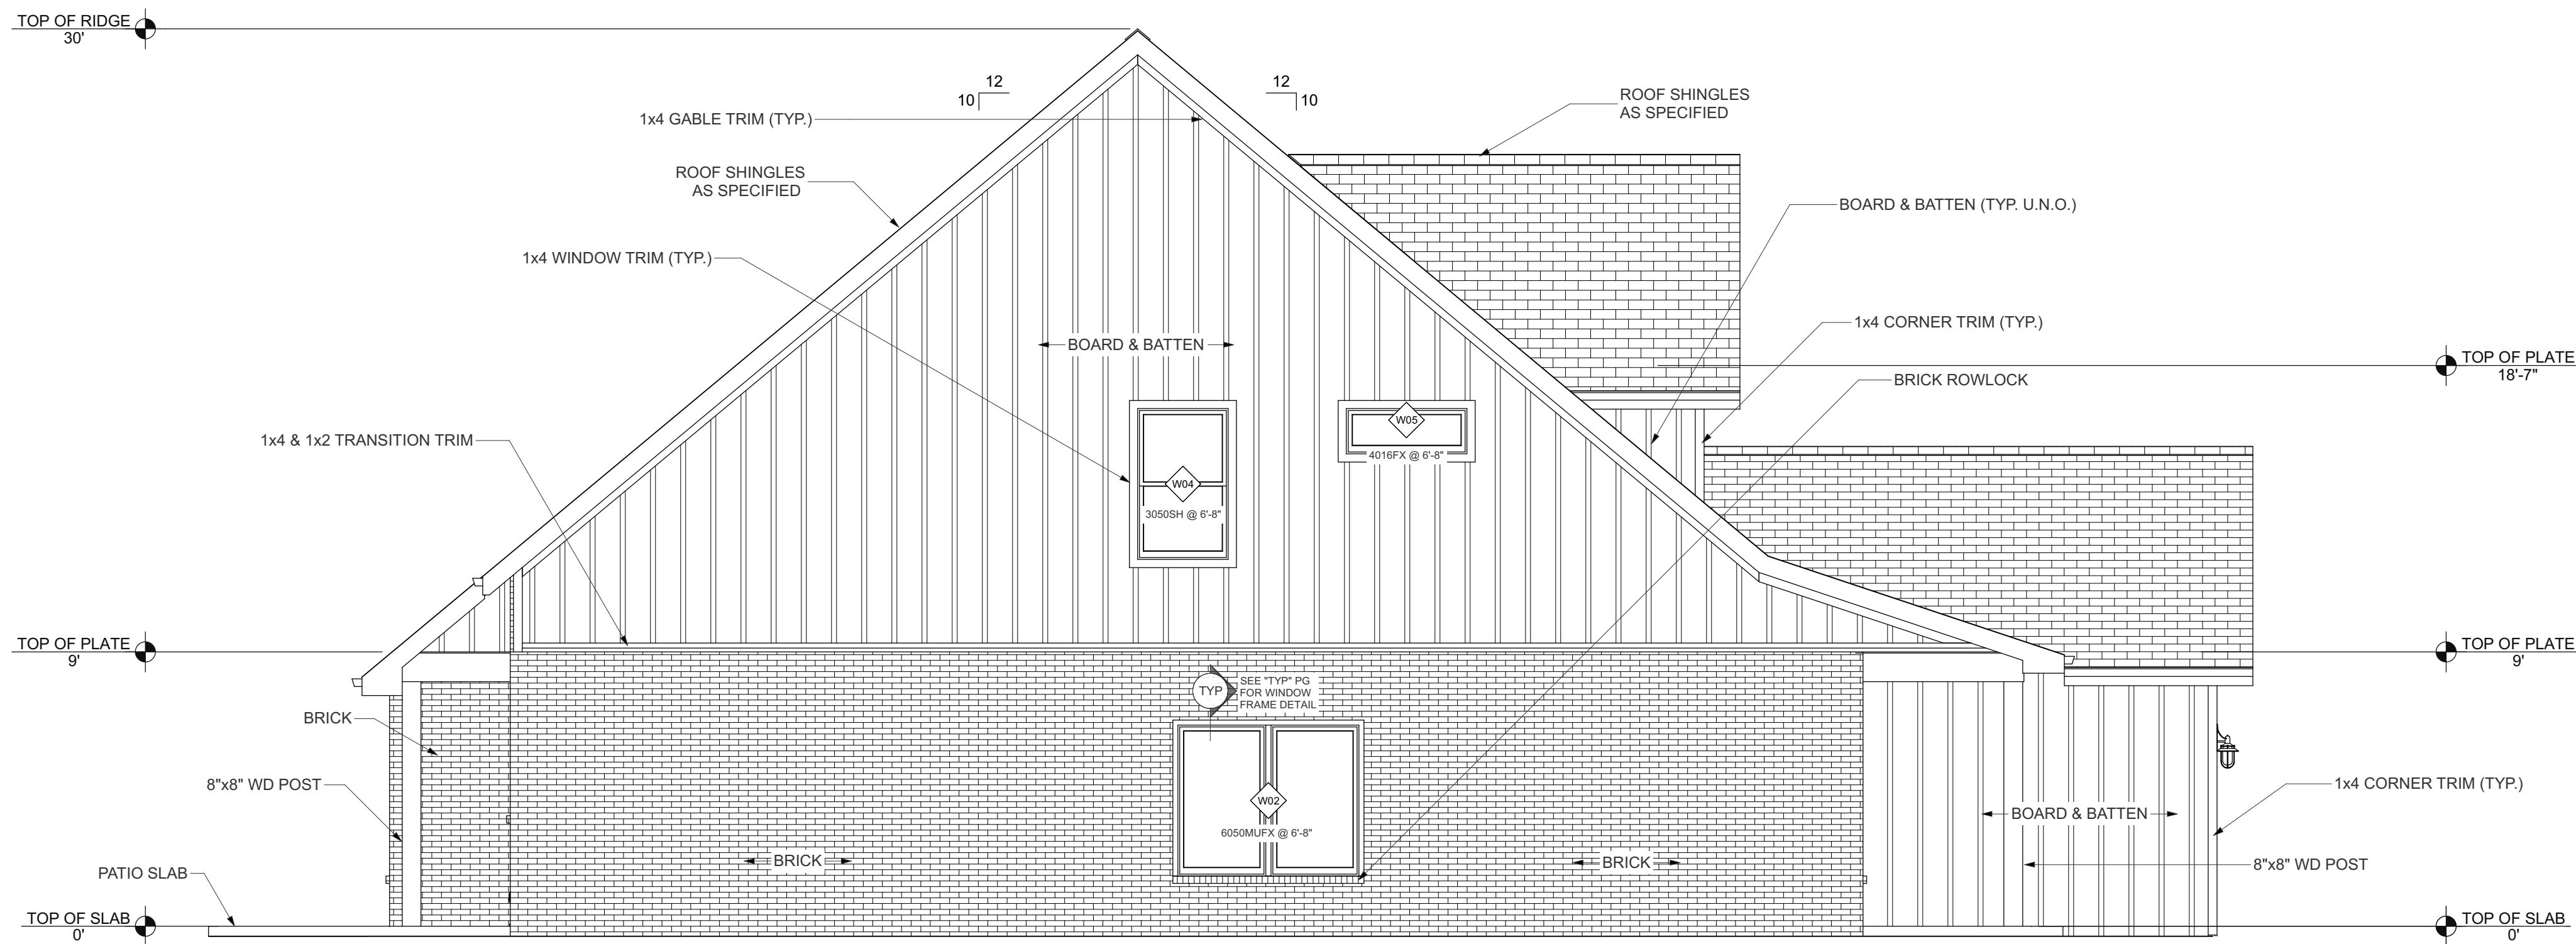 TOP OF RIDGE
30'
12
10
12
10
1x4 GABLE TRIM (TYP.)
ROOF SHINGLES
AS SPECIFIED
ROOF SHINGLES
AS SPECIFIED
BOARD & BATTEN (TYP. U.N.O.)
1x4 WINDOW TRIM (TYP.)
1x4 CORNER TRIM (TYP.)
BOARD & BATTEN
TOP OF PLATE
18'-7"
BRICK ROWLOCK
W05
4016FX @ 6'-8"
1x4 & 1x2 TRANSITION TRIM
W04
3050SH @ 6'-8"
TOP OF PLATE
9'
TOP OF PLATE
9'
TYP
SEE "TYP" PG
FOR WINDOW
FRAME DETAIL
BRICK
8"x8" WD POST
1x4 CORNER TRIM (TYP.)
W02
6050MUFX @ 6'-8"
BOARD & BATTEN
BRICK
BRICK
8"x8" WD POST
PATIO SLAB
TOP OF SLAB
0'
TOP OF SLAB
0'